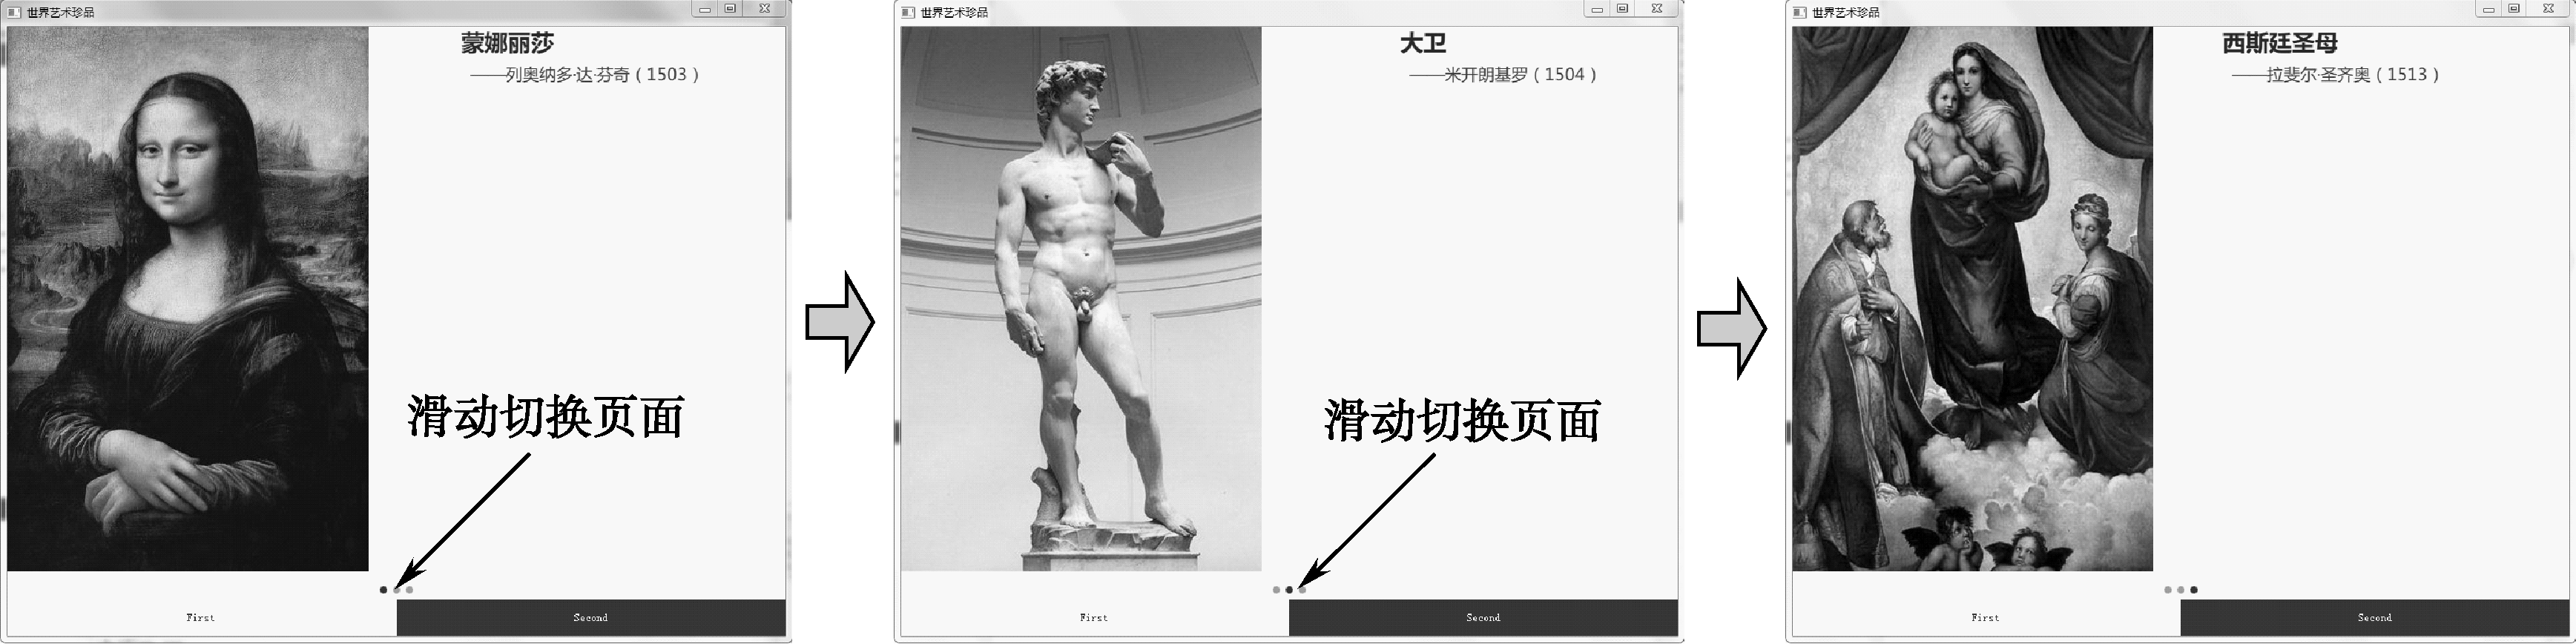 世界艺术珍品
蒙娜丽莎
——列奥纳多·达·芬奇（1503）
滑动切换页面
First
Second
世界艺术珍品
大卫
——米开朗基罗（1504）
滑动切换页面
First
Second
世界艺术珍品
西斯廷圣母
——拉斐尔·圣齐奥（1513）
First
Second